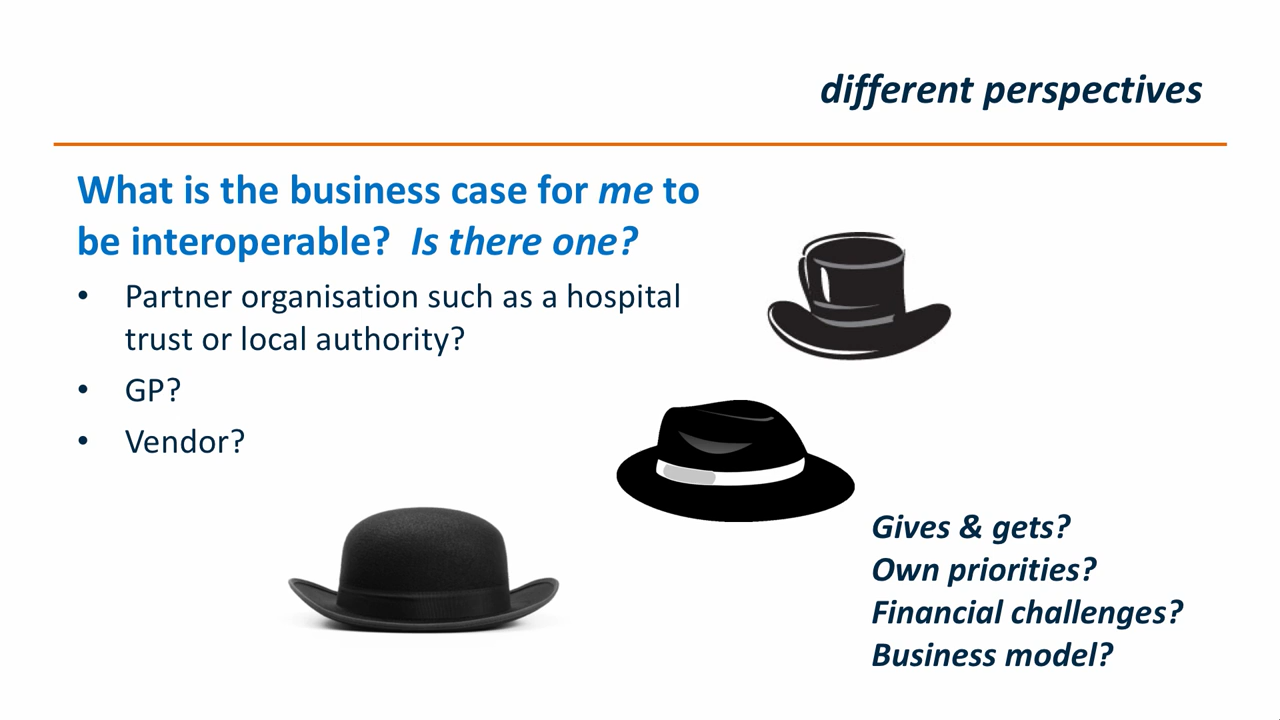 different perspectives
What is the business case for me to
be interoperable? Is there one?
• Partner organisation such as a hospital
trust or local authority?
• GP?
• Vendor?
Gives & gets?
Own priorities?
Financial challenges?
Business model?